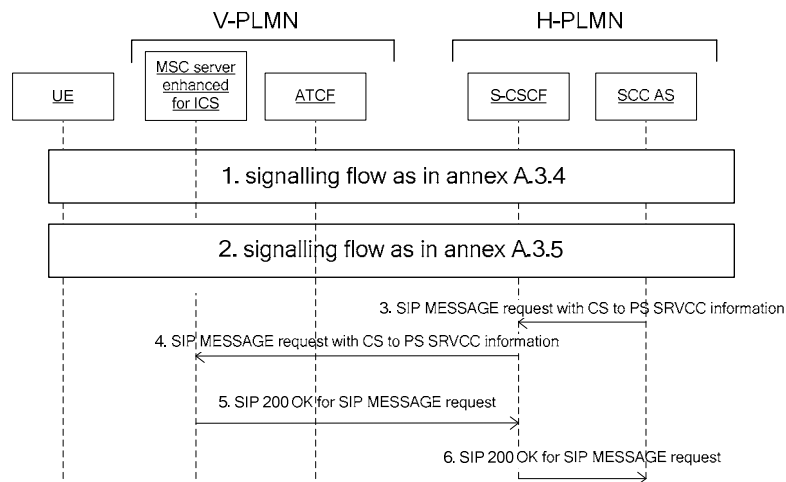 V-PLMN
H-PLMN
UE
MSC server
enhanced
for ICS
ATCF
S-CSCF
SCC AS
1. signalling flow as in annex A.3.4
2. signalling flow as in annex A.3.5
3. SIP MESSAGE request with CS to PS SRVCC information
4. SIP MESSAGE request with CS to PS SRVCC information
5. SIP 200 OK for SIP MESSAGE request
6. SIP 200 OK for SIP MESSAGE request